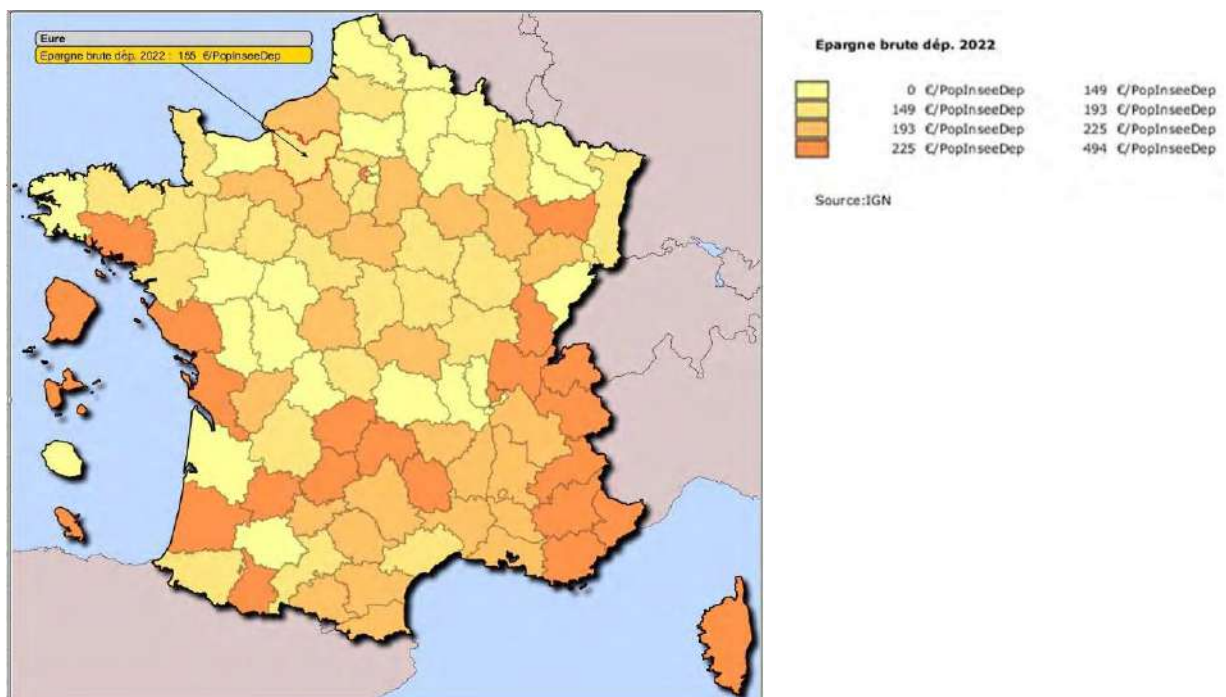 Eure
Epargne brute dép. 2022 : 155 €/PopInseeDep
Epargne brute dép. 2022
0 €/PopInseeDep 149 €/PopInseeDep
149 €/PopInseeDep 193 €/PopInseeDep
193 €/PopInseeDep 225 €/PopInseeDep
225 €/PopInseeDep 494 €/PopInseeDep
Source:IGN